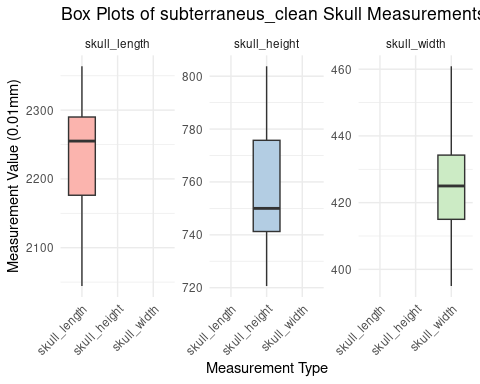 Box Plots of subterraneus_clean Skull Measurements
skull_length
skull_height
skull_width
Measurement Value (0.01mm)
2300
2200
2100
800
780
760
740
720
460
440
420
400
skull_length
skull_height
skull_width
skull_length
skull_height
skull_width
skull_length
skull_height
skull_width
Measurement Type